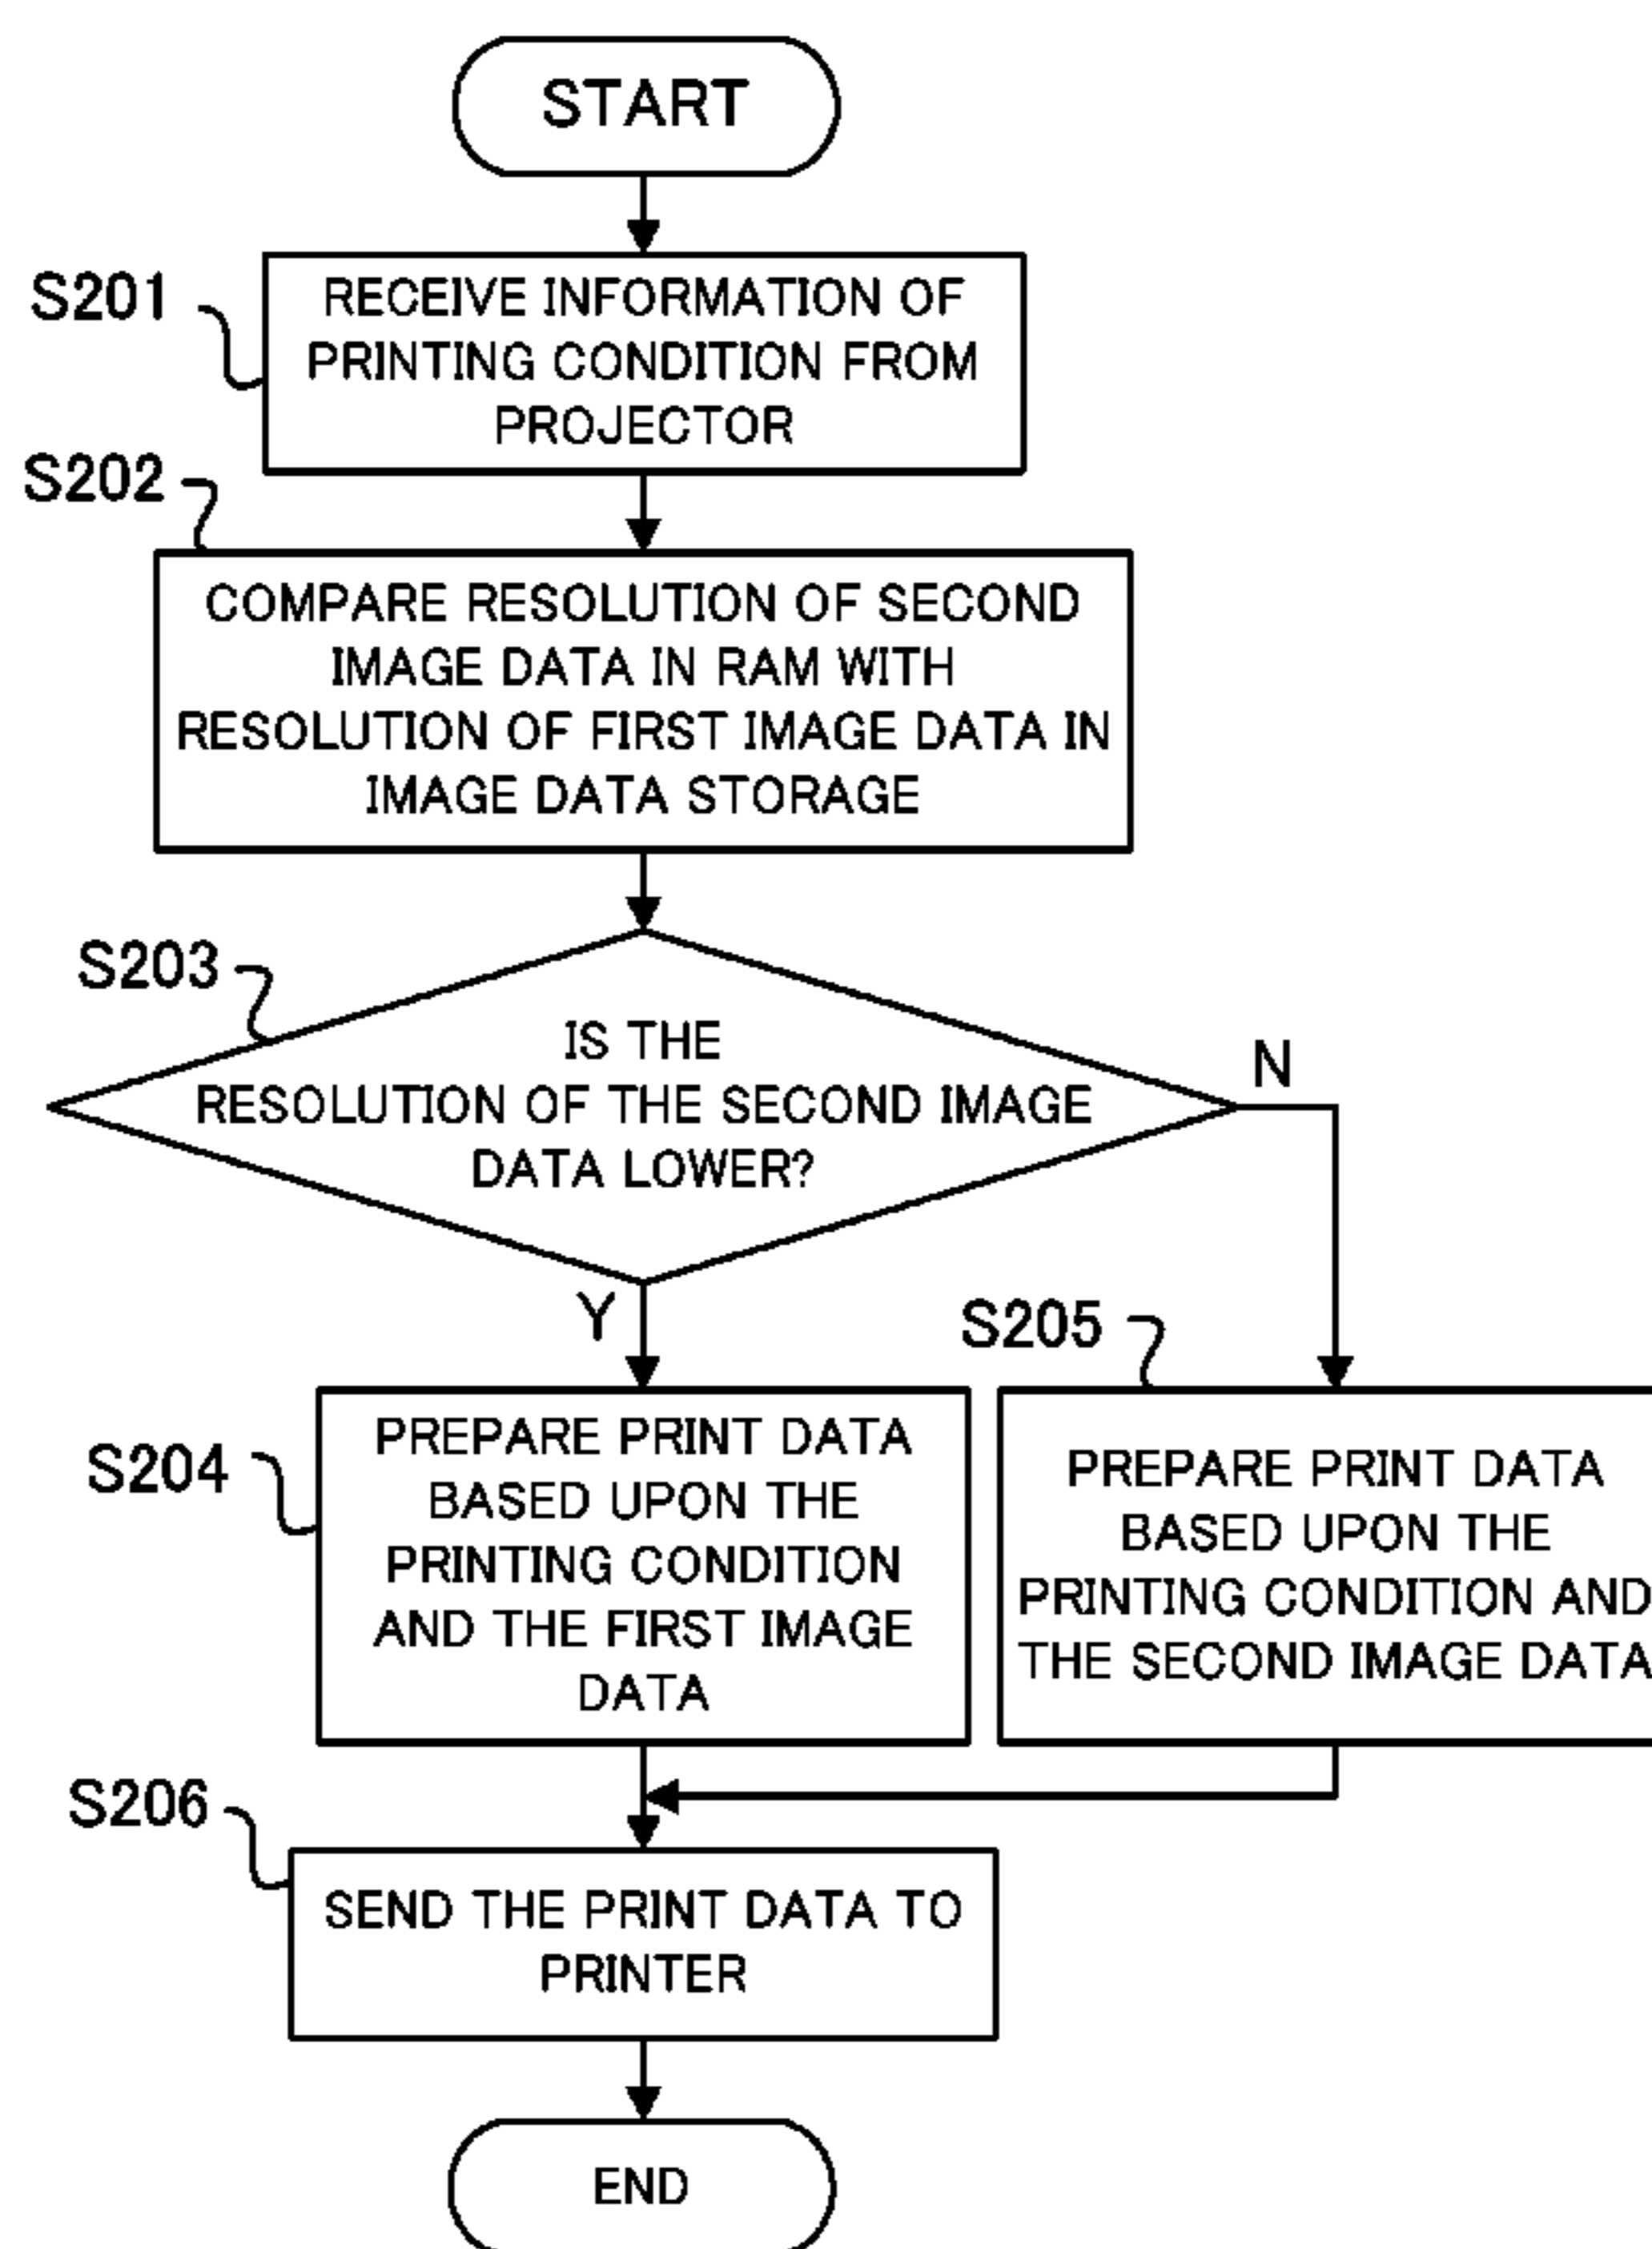 START
S201
RECEIVE INFORMATION OF
PRINTING CONDITION FROM
PROJECTOR
S202
COMPARE RESOLUTION OF SECOND
IMAGE DATA IN RAM WITH
RESOLUTION OF FIRST IMAGE DATA IN
IMAGE DATA STORAGE
S203
IS THE
RESOLUTION OF THE SECOND IMAGE
DATA LOWER?
N
Y
S204
PREPARE PRINT DATA
BASED UPON THE
PRINTING CONDITION
AND THE FIRST IMAGE
DATA
S205
PREPARE PRINT DATA
BASED UPON THE
PRINTING CONDITION AND
THE SECOND IMAGE DATA
S206
SEND THE PRINT DATA TO
PRINTER
END